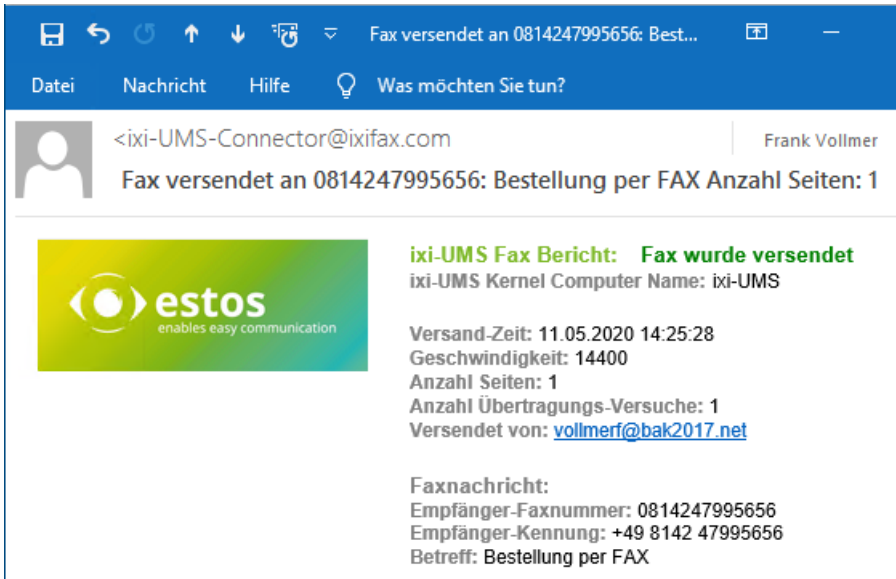 Fax versendet an 0814247995656: Best...
Datei Nachricht Hilfe Was möchten Sie tun?
<ixi-UMS-Connector@ixifax.com
Frank Vollmer
Fax versendet an 0814247995656: Bestellung per FAX Anzahl Seiten: 1
estos
enables easy communication
ixi-UMS Fax Bericht: Fax wurde versendet
ixi-UMS Kernel Computer Name: ixi-UMS
Versand-Zeit: 11.05.2020 14:25:28
Geschwindigkeit: 14400
Anzahl Seiten: 1
Anzahl Übertragungs-Versuche: 1
Versendet von: vollmerf@bak2017.net
Faxnachricht:
Empfänger-Faxnummer: 0814247995656
Empfänger-Kennung: +49 8142 47995656
Betreff: Bestellung per FAX